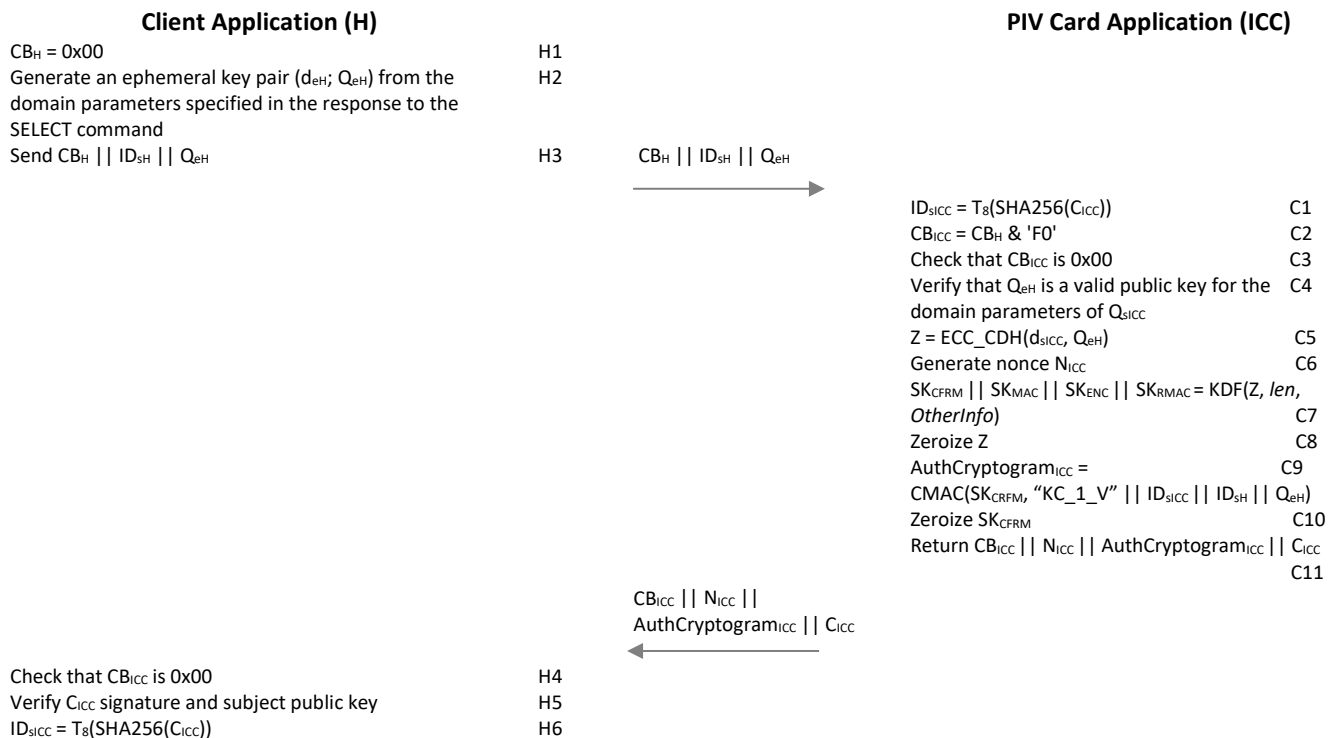 Client Application (H) PIV Card Application (ICC)
CBH = 0x00 H1
Generate an ephemeral key pair (deH; QeH) from the H2
domain parameters specified in the response to the
SELECT command
Send CBH || IDsH || QeH H3 CBH || IDsH || QeH
IDsICC = T8(SHA256(CICC)) C1
CBICC = CBH & 'F0' C2
Check that CBICC is 0x00 C3
Verify that QeH is a valid public key for the C4
domain parameters of QsICC
Z = ECC_CDH(dsICC, QeH) C5
Generate nonce NICC C6
SKCFRM || SKMAC || SKENC || SKRMAC = KDF(Z, len,
OtherInfo) C7
Zeroize Z C8
AuthCryptogramICC = C9
CMAC(SKCRFM, “KC_1_V” || IDsICC || IDsH || QeH)
Zeroize SKCFRM C10
Return CBICC || NICC || AuthCryptogramICC || CICC
C11
CBICC || NICC ||
AuthCryptogramICC || CICC
Check that CBICC is 0x00 H4
Verify CICC signature and subject public key H5
IDsICC = T8(SHA256(CICC)) H6